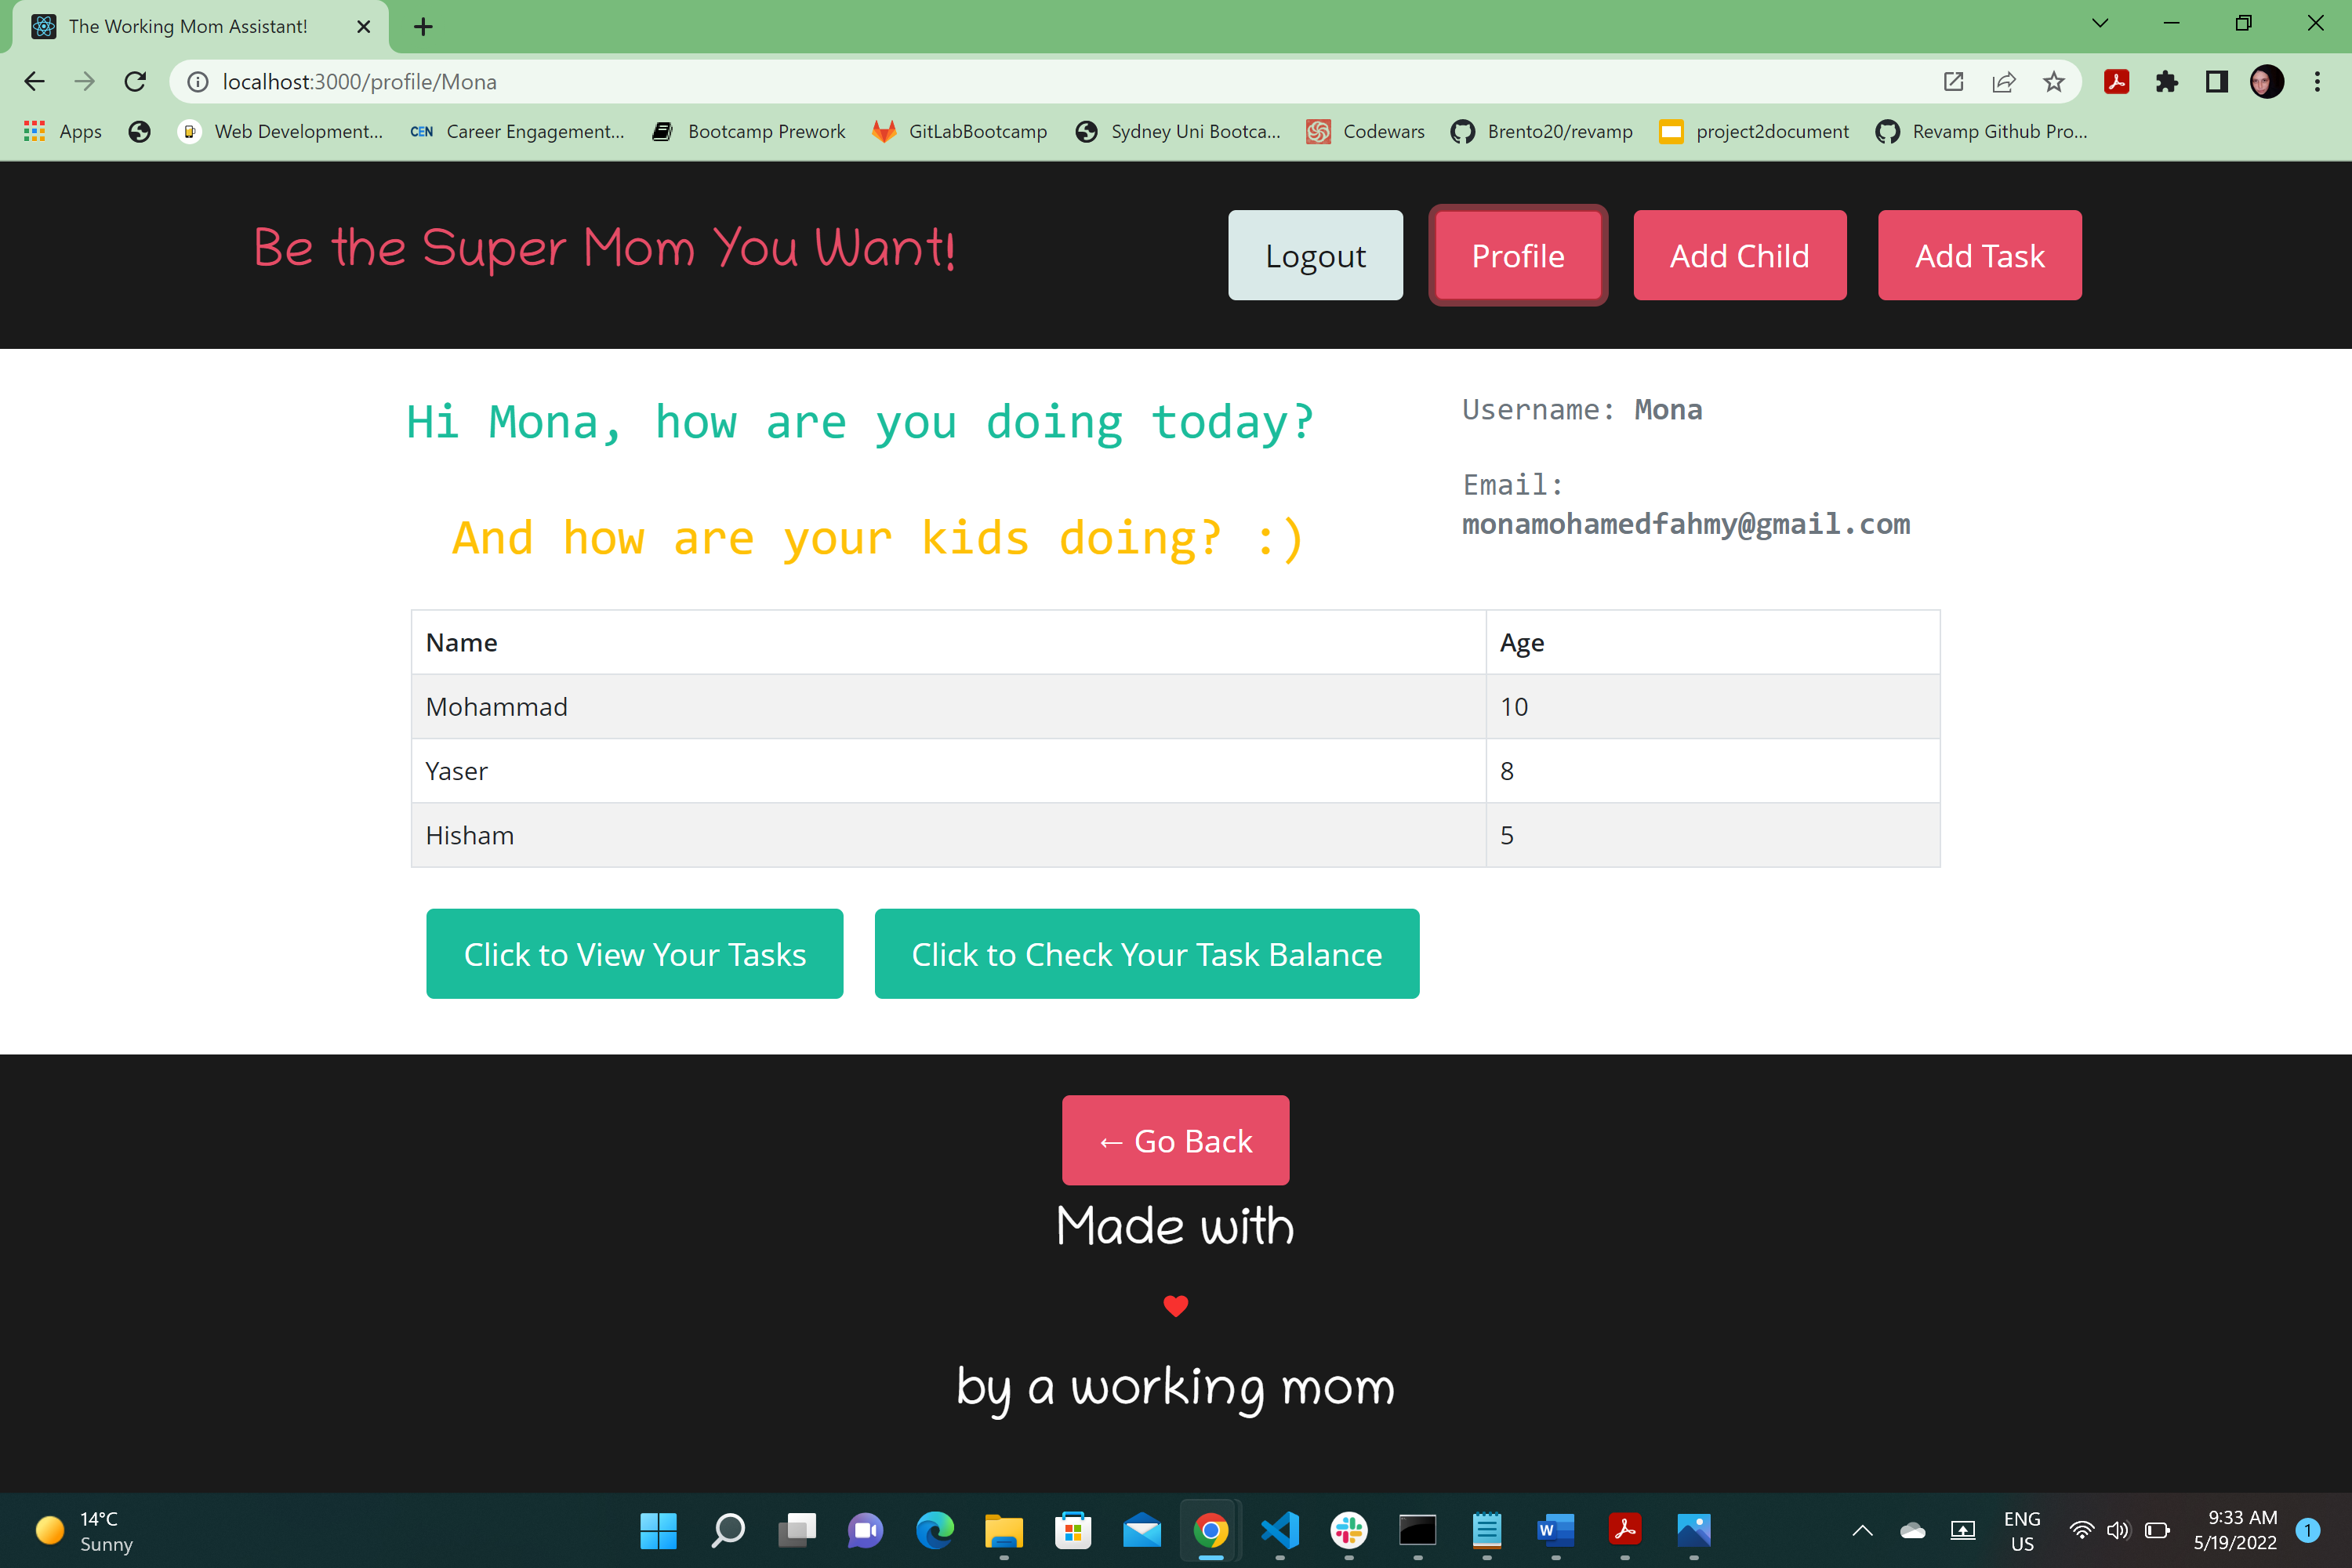 The Working Mom Assistant!
localhost:3000/profile/Mona
Apps
Web Development...
CEN Career Engagement...
Bootcamp Prework
GitLabBootcamp
Sydney Uni Bootca...
Codewars
Brento20/revamp
project2document
Revamp Github Pro...
Be the Super Mom You Want!
Logout
Profile
Add Child
Add Task
Hi Mona, how are you doing today?
And how are your kids doing? :)
Username: Mona
Email:
monamohamedfahmy@gmail.com
Name Age
Mohammad 10
Yaser 8
Hisham 5
Click to View Your Tasks
Click to Check Your Task Balance
← Go Back
Made with
❤
by a working mom
14°C
Sunny
W
ENG
US
9:33 AM
5/19/2022
1